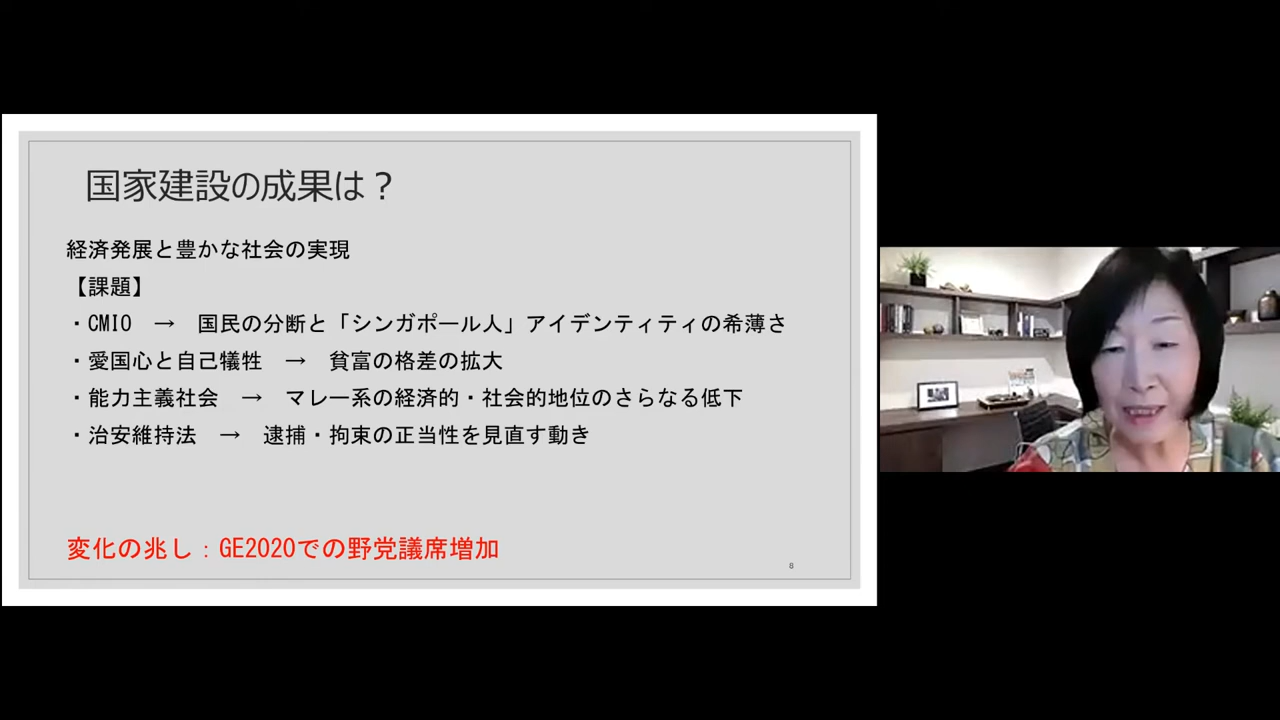 国家建設の成果は？
経済発展と豊かな社会の実現
【課題】
・CMIO　→　国民の分断と「シンガポール人」アイデンティティの希薄さ
・愛国心と自己犠牲　→　貧富の格差の拡大
・能力主義社会　→　マレー系の経済的・社会的地位のさらなる低下
・治安維持法　→　逮捕・拘束の正当性を見直す動き
変化の兆し：GE2020での野党議席増加
8